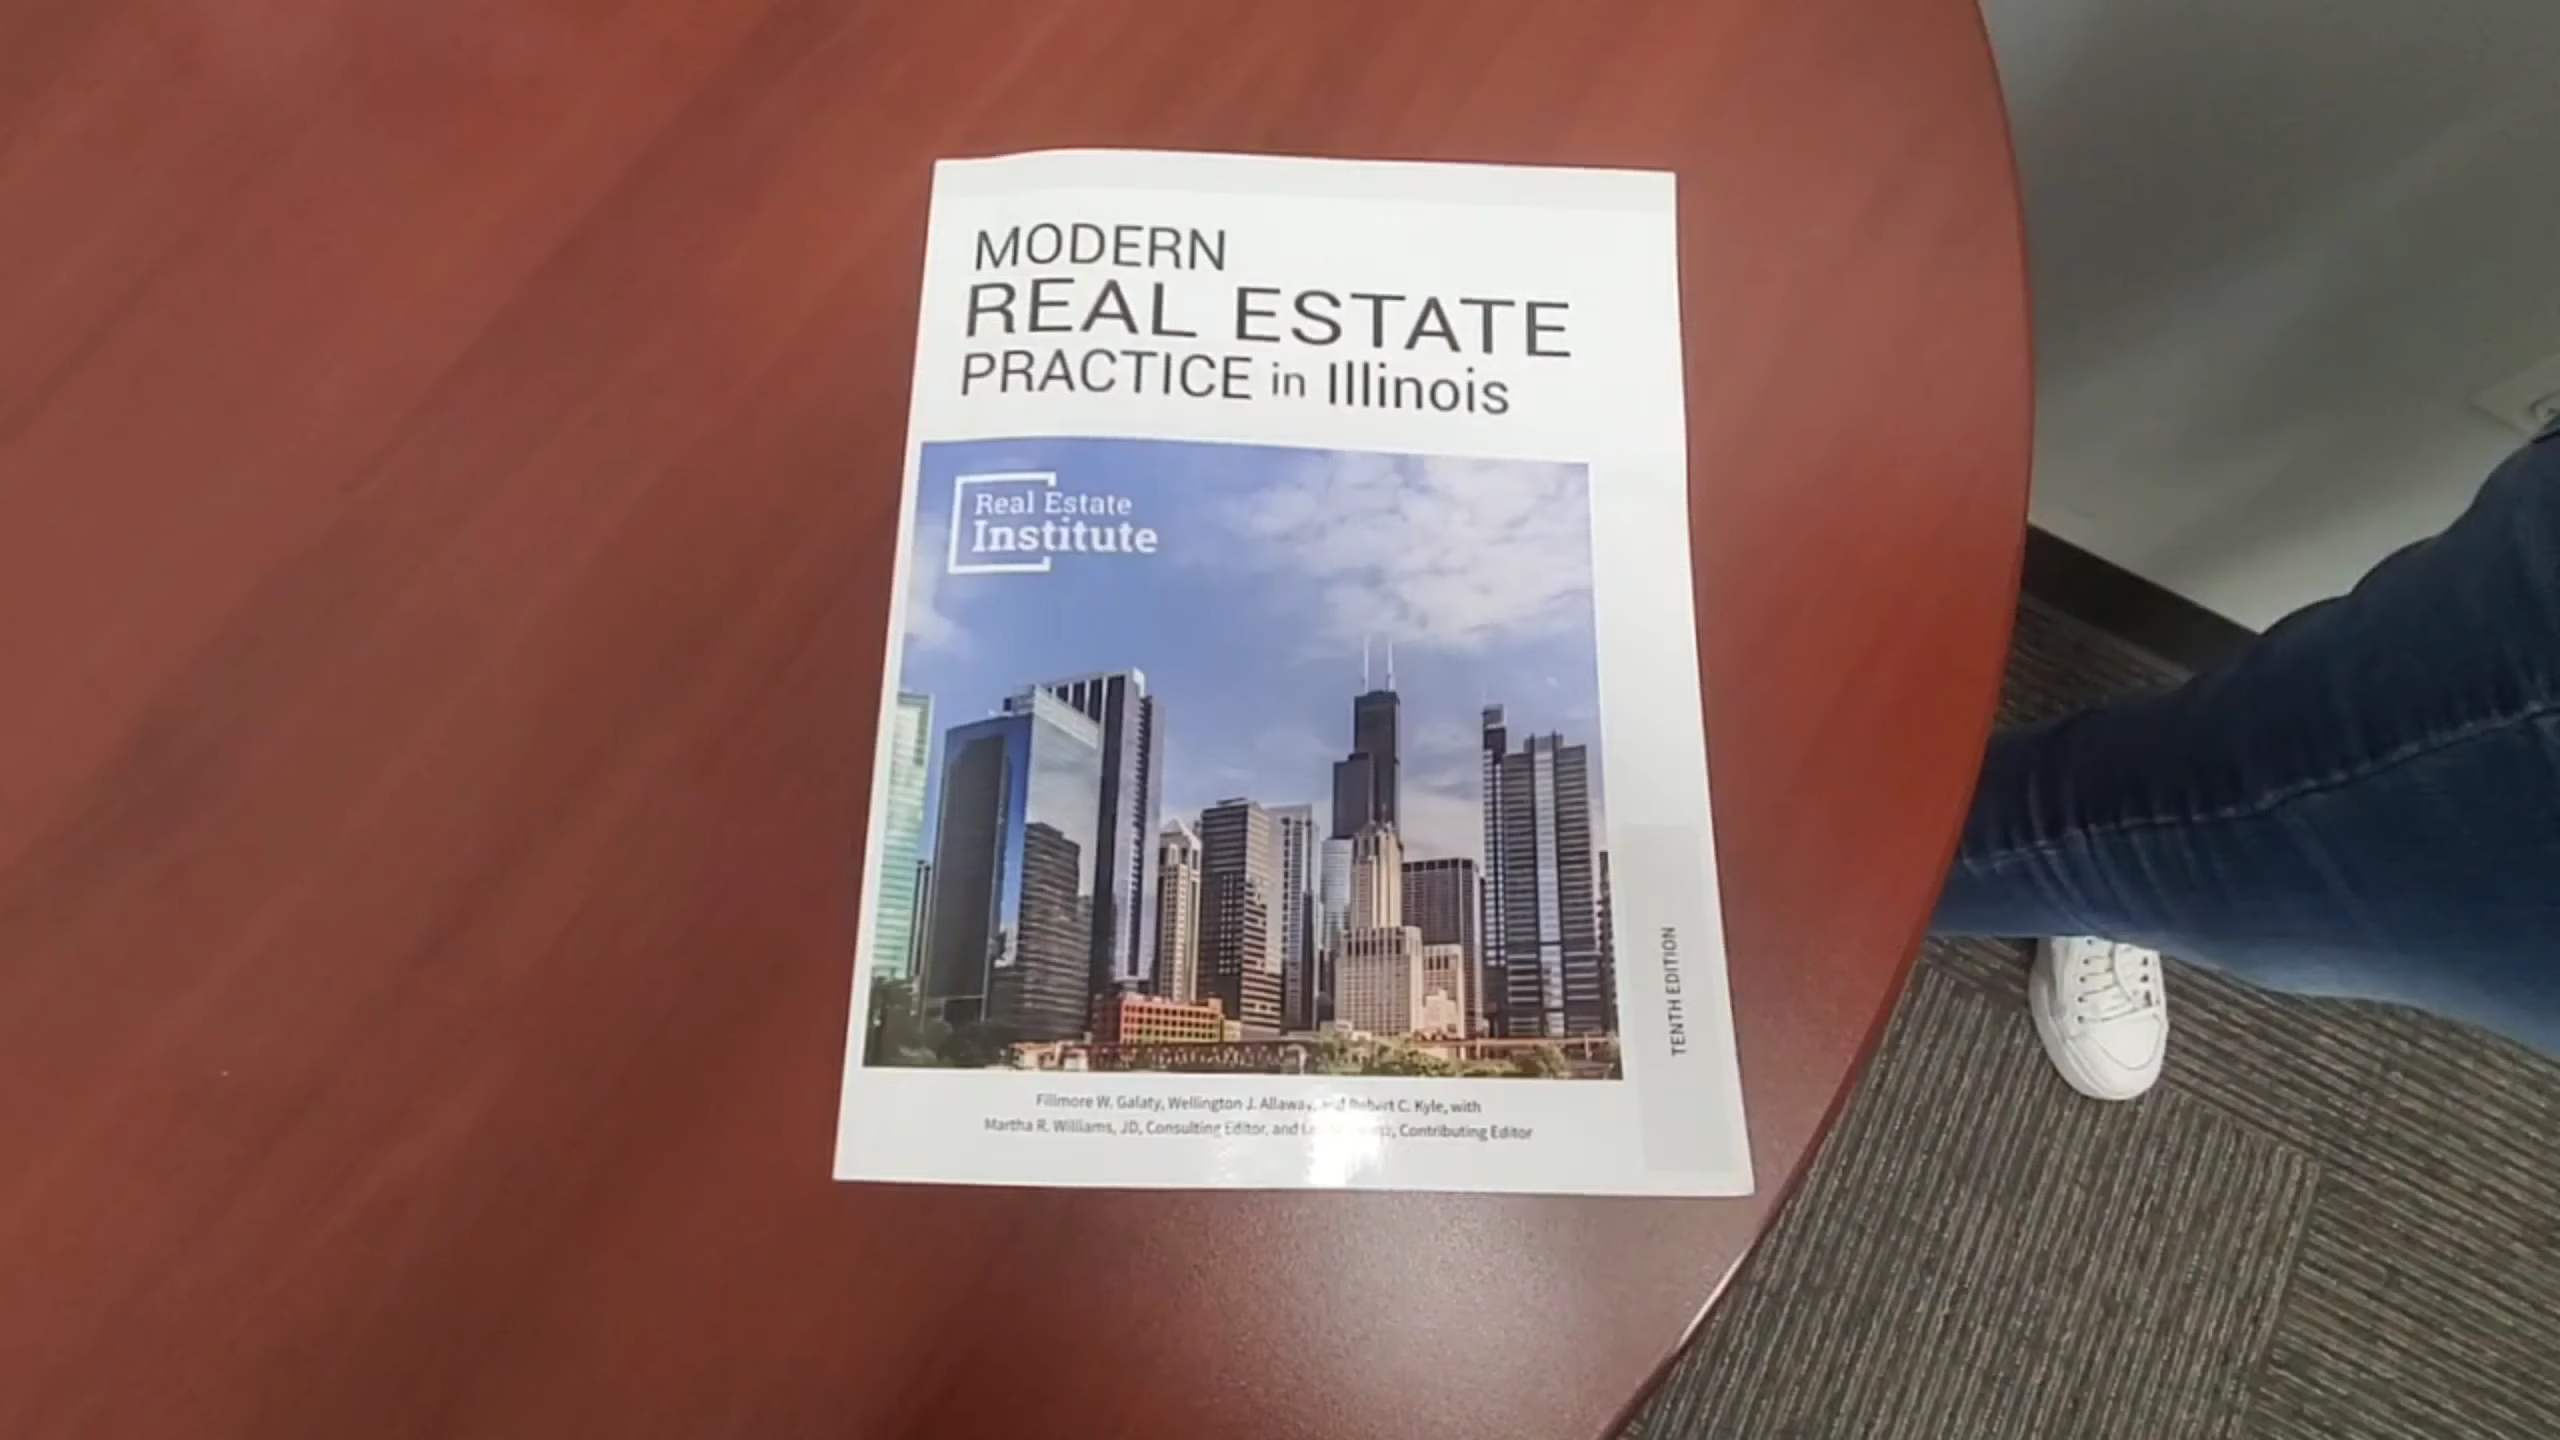 MODERN
REAL ESTATE
PRACTICE in Illinois
Real Estate
Institute
TENTH EDITION
Fillmore W. Galaty, Wellington J. Allaway, and Robert C. Kyle, with
Martha R. Williams, JD, Consulting Editor, and Contributing Editor